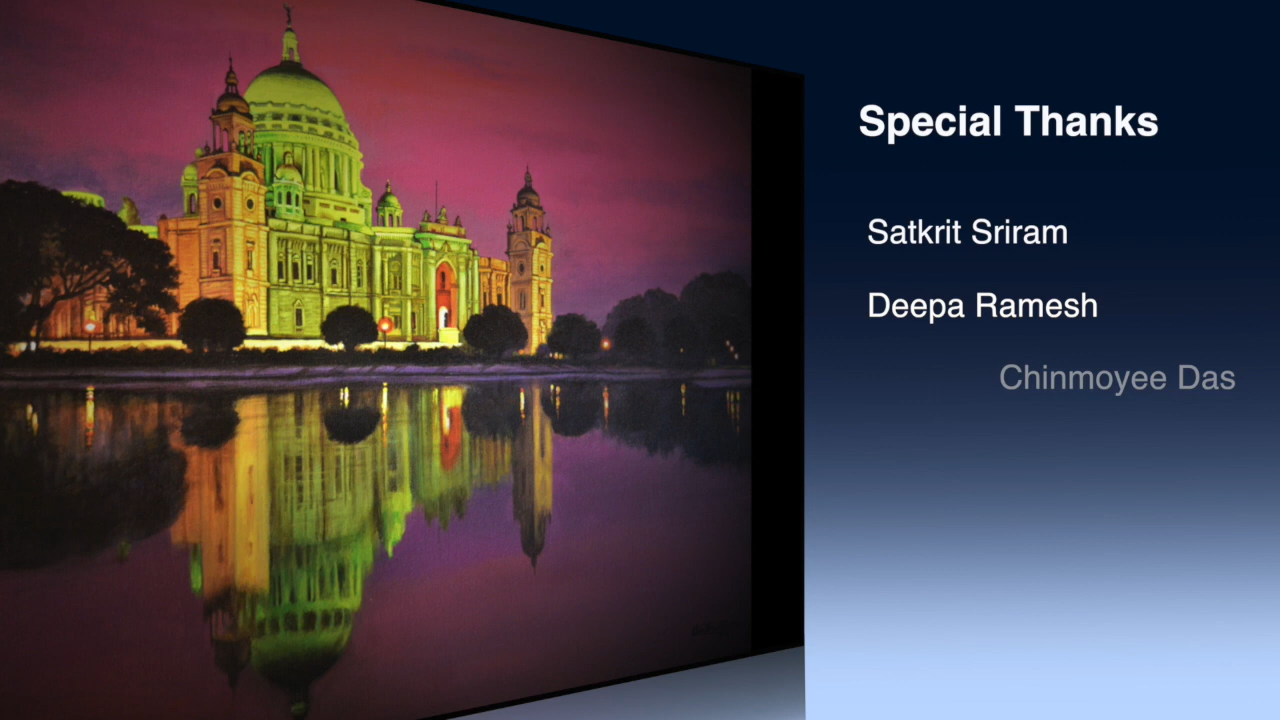 Special Thanks
Satkrit Sriram
Deepa Ramesh
Chinmoyee Das